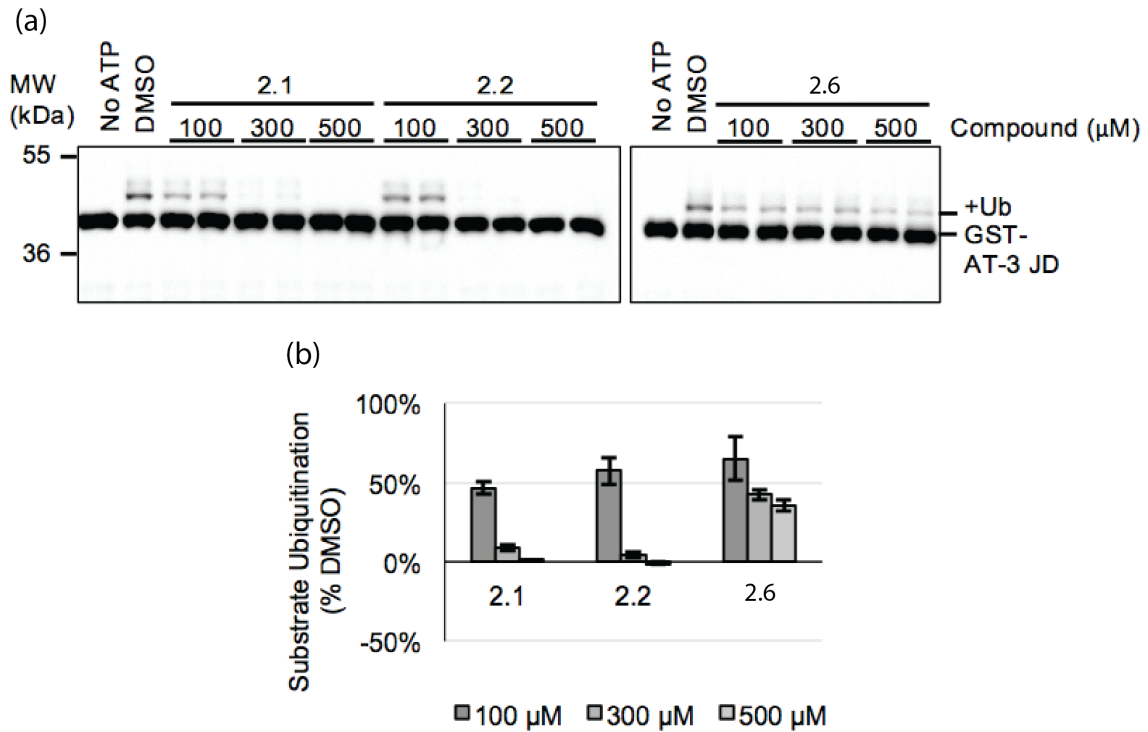 (a)
MW
(kDa)
No ATP
DMSO
2.1
2.2
100
300
500
100
300
500
55
36
No ATP
DMSO
2.6
100
300
500
Compound (µM)
+Ub
GST-
AT-3 JD
(b)
Substrate Ubiquitination
(% DMSO)
100%
50%
0%
-50%
2.1
2.2
2.6
100 µM
300 µM
500 µM